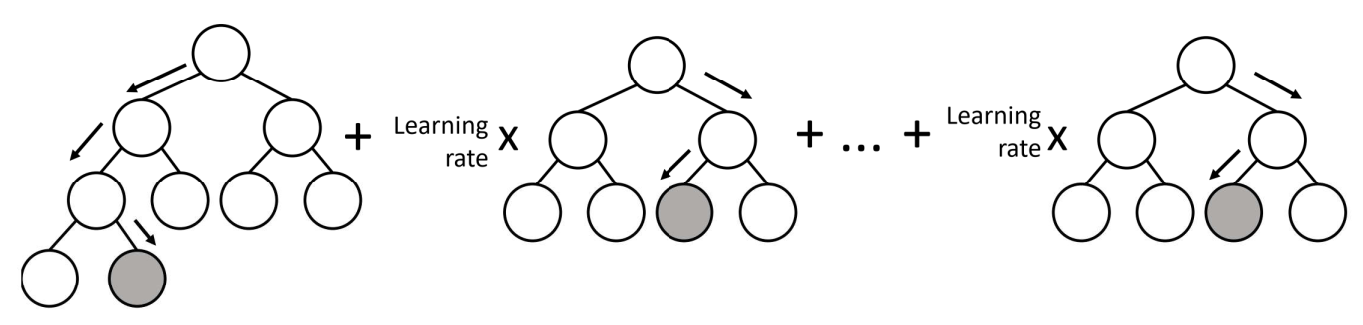 + Learning rate x + ... + Learning rate x